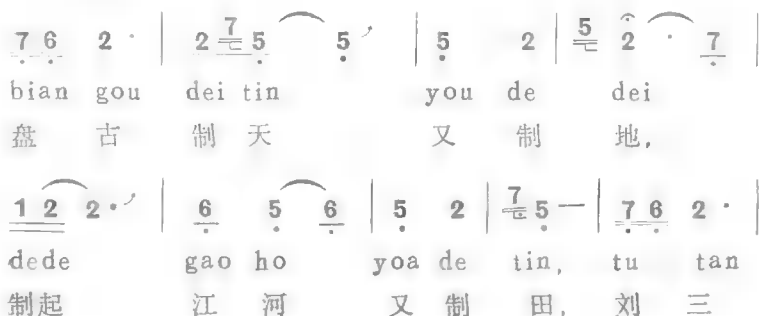 7 6 2 · | 2 7 5 5 | 5 2 | 5 2 · 7
bian gou dei tin you de dei
盘 古 制 天 又 制 地,
1 2 2 · | 6 5 6 | 5 2 | 7 5 — | 7 6 2 · |
dede gao ho yoa de tin, tu tan
制起 江 河 又 制 田, 刘 三